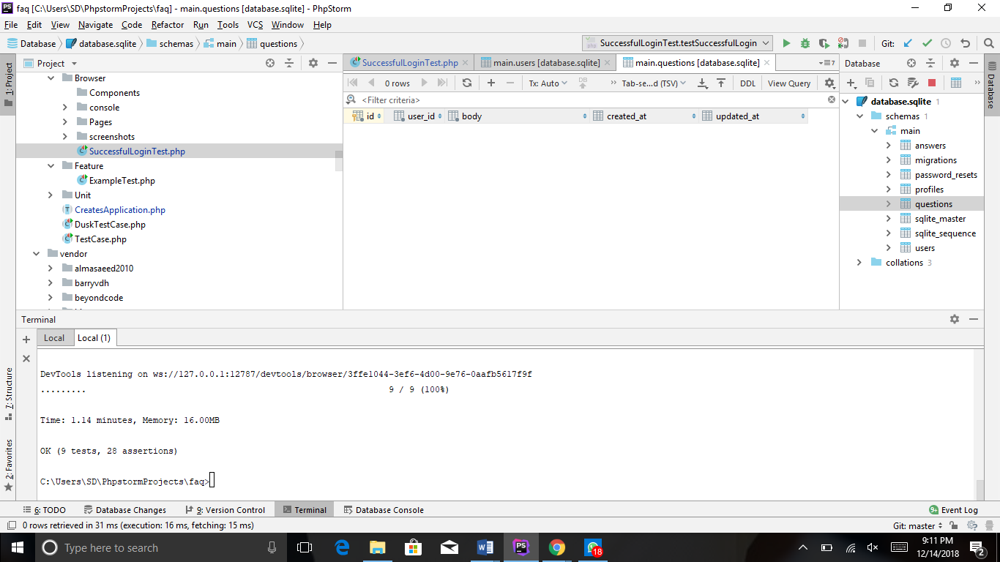 faq [C:\Users\SD\PhpstormProjects\faq] - main.questions [database.sqlite] - PhpStorm
File Edit View Navigate Code Refactor Run Tools VCS Window Help
Database database.sqlite schemas main questions
SuccessfulLoginTest.testSuccessfulLogin
Git:
1: Project
Project
Browser
Components
console
Pages
screenshots
SuccessfulLoginTest.php
Feature
ExampleTest.php
Unit
CreatesApplication.php
DuskTestCase.php
TestCase.php
vendor
almasaeed2010
barryvdh
beyondcode
SuccessfulLoginTest.php main.users [database.sqlite] main.questions [database.sqlite]
0 rows Tx: Auto DB Tab-se...d (TSV) DDL View Query
<Filter criteria>
id user_id body created_at updated_at
Database
database.sqlite 1
schemas 1
main
answers
migrations
password_resets
profiles
questions
sqlite_master
sqlite_sequence
users
collations 3
Database
Terminal
Local Local (1)
DevTools listening on ws://127.0.0.1:12787/devtools/browser/3ffe1044-3ef6-4d00-9e76-0aafb5617f9f
......... 9 / 9 (100%)
Time: 1.14 minutes, Memory: 16.00MB
OK (9 tests, 28 assertions)
C:\Users\SD\PhpstormProjects\faq>
7: Structure
2: Favorites
6: TODO Database Changes 9: Version Control Terminal Database Console 9+ Event Log
0 rows retrieved in 31 ms (execution: 16 ms, fetching: 15 ms)
Git: master
Type here to search
18
9:11 PM
12/14/2018
2